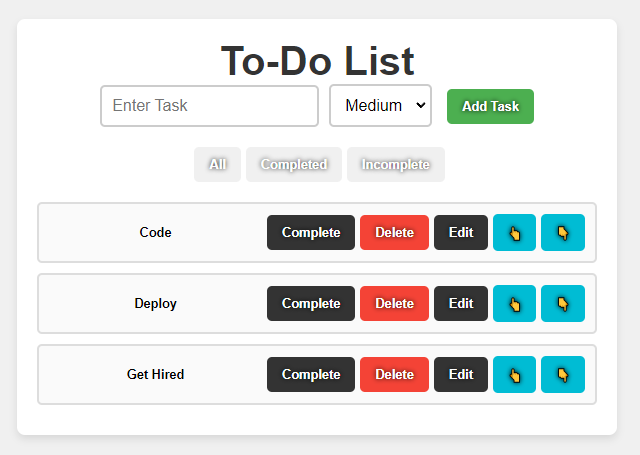 To-Do List
Enter Task Medium Add Task
All Completed Incomplete
Code Complete Delete Edit 👆 👇
Deploy Complete Delete Edit 👆 👇
Get Hired Complete Delete Edit 👆 👇